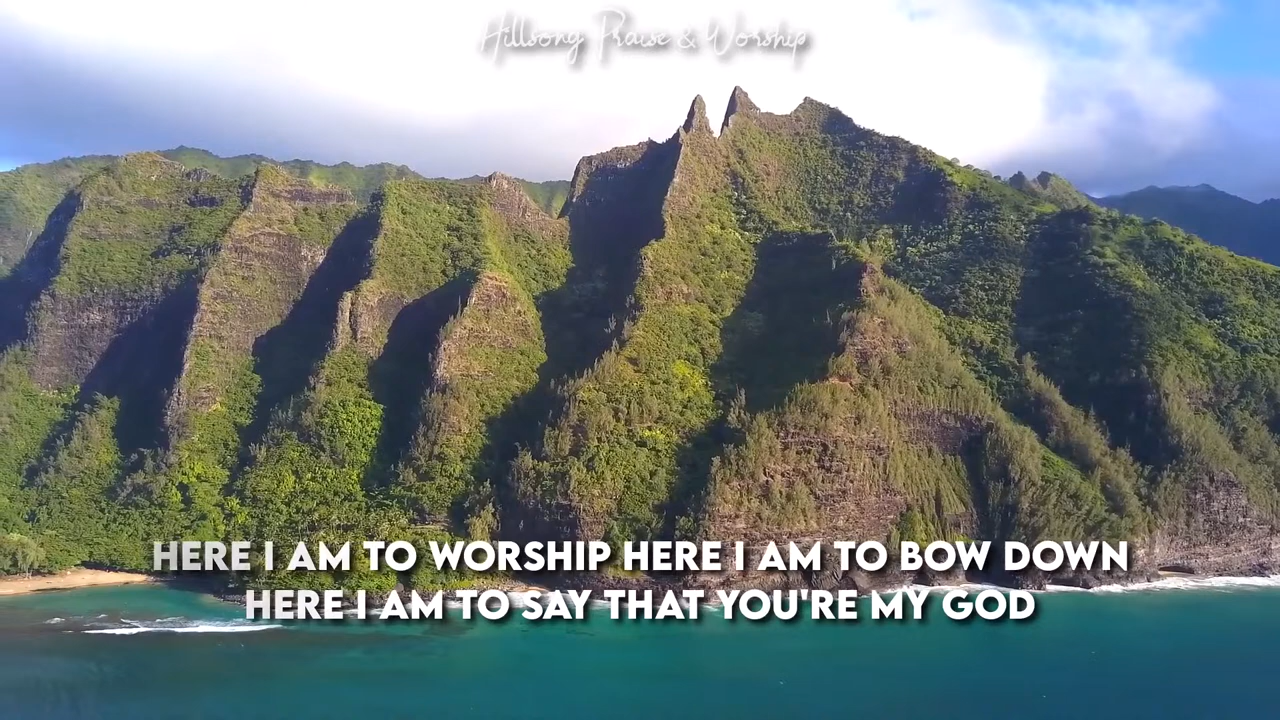 Hillsong Praise & Worship
HERE I AM TO WORSHIP HERE I AM TO BOW DOWN
HERE I AM TO SAY THAT YOU'RE MY GOD